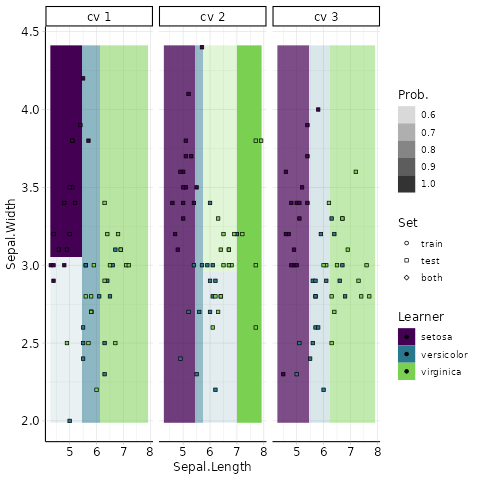 cv 1 cv 2 cv 3
4.5
4.0
3.5
3.0
2.5
2.0
Sepal.Width
5 6 7 8 5 6 7 8 5 6 7 8
Sepal.Length
Prob.
0.6
0.7
0.8
0.9
1.0
Set
train
test
both
Learner
setosa
versicolor
virginica